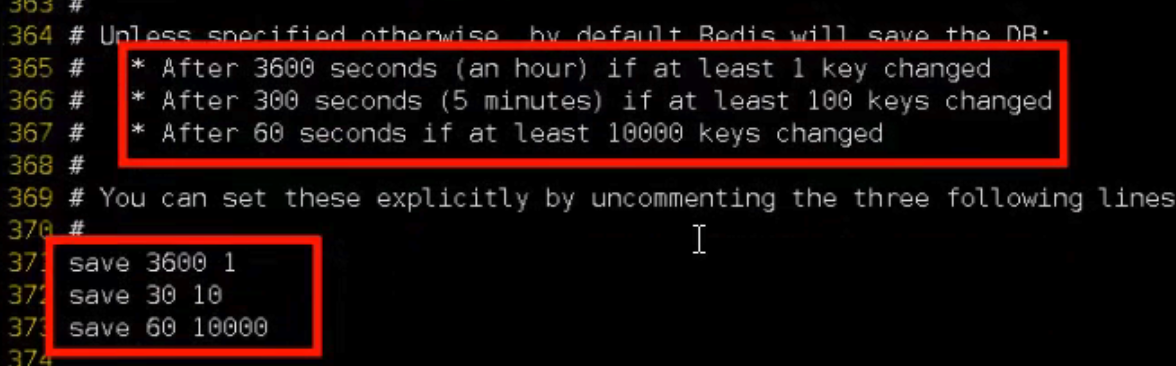 363 #
364 # Unless specified otherwise, by default Redis will save the DB:
365 #   * After 3600 seconds (an hour) if at least 1 key changed
366 #   * After 300 seconds (5 minutes) if at least 100 keys changed
367 #   * After 60 seconds if at least 10000 keys changed
368 #
369 # You can set these explicitly by uncommenting the three following lines
370 #
371 save 3600 1
372 save 30 10
373 save 60 10000
374